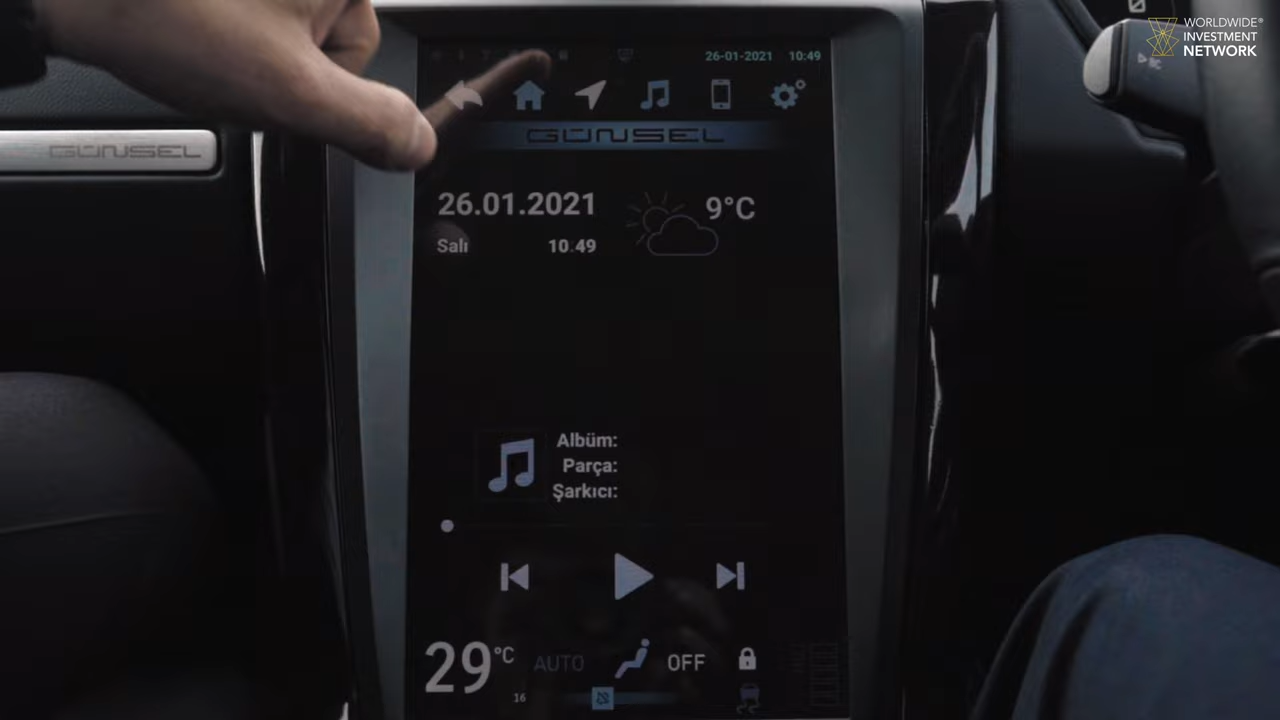 WORLDWIDE®
INVESTMENT
NETWORK
26-01-2021 10:49
GÜNSEL
GÜNSEL
26.01.2021
9°C
Salı
10:49
Albüm:
Parça:
Şarkıcı:
29°C
AUTO
OFF
16